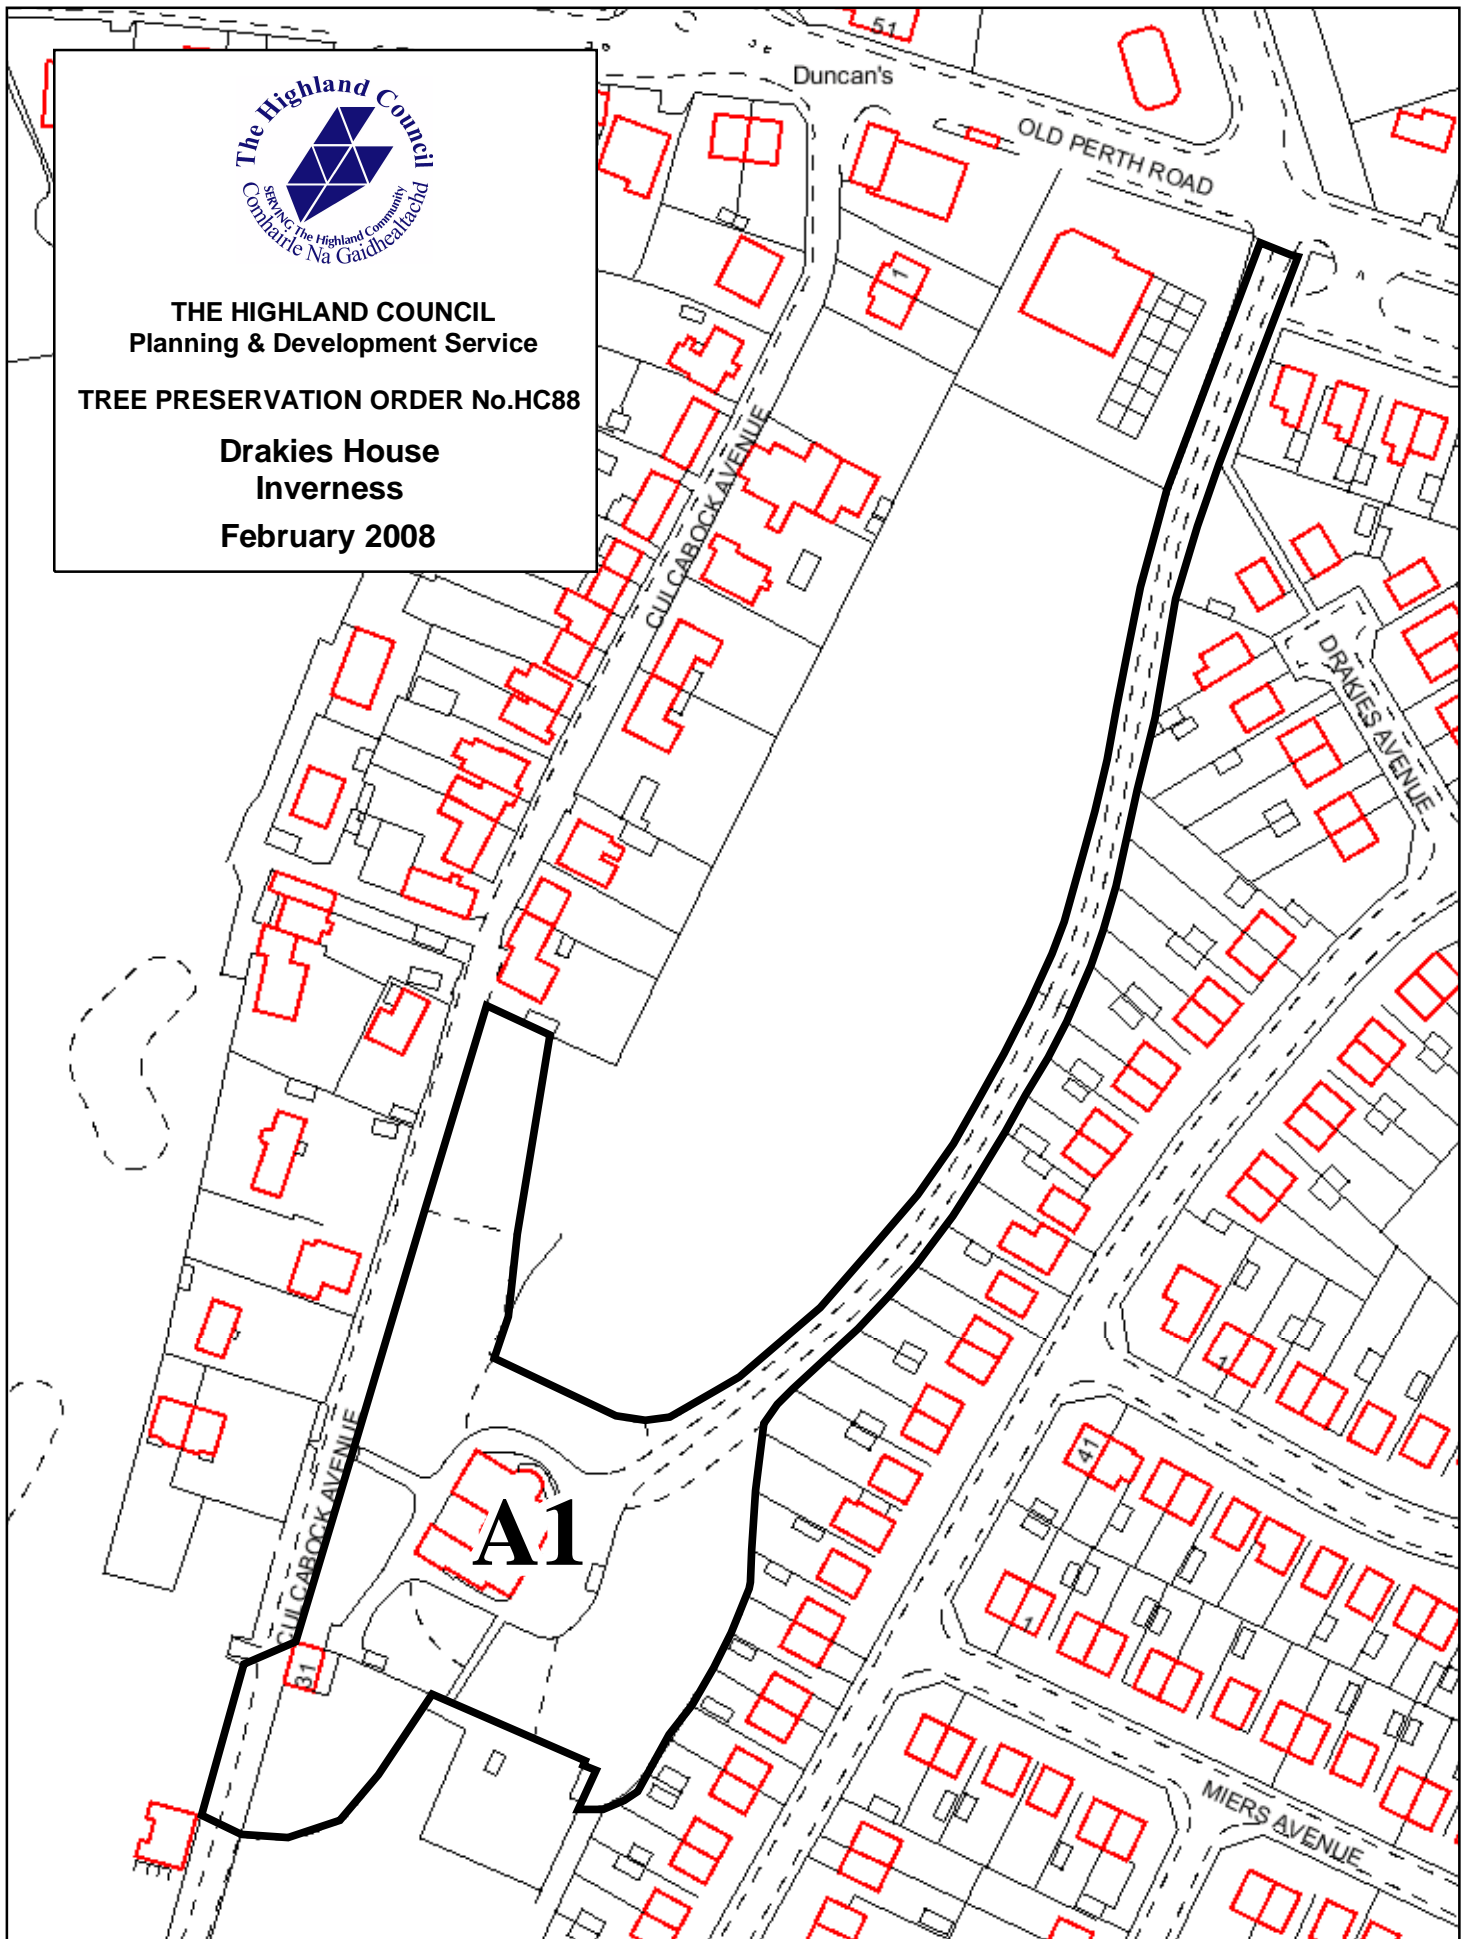 The Highland Council
SERVING The Highland Community
Comhairle Na Gaidhealtachd
THE HIGHLAND COUNCIL
Planning & Development Service
TREE PRESERVATION ORDER No.HC88
Drakies House
Inverness
February 2008
51
Duncan's
OLD PERTH ROAD
1
CULCABOCK AVENUE
DRAKIES AVENUE
1
41
CULCABOCK AVENUE
A1
1
31
MIERS AVENUE